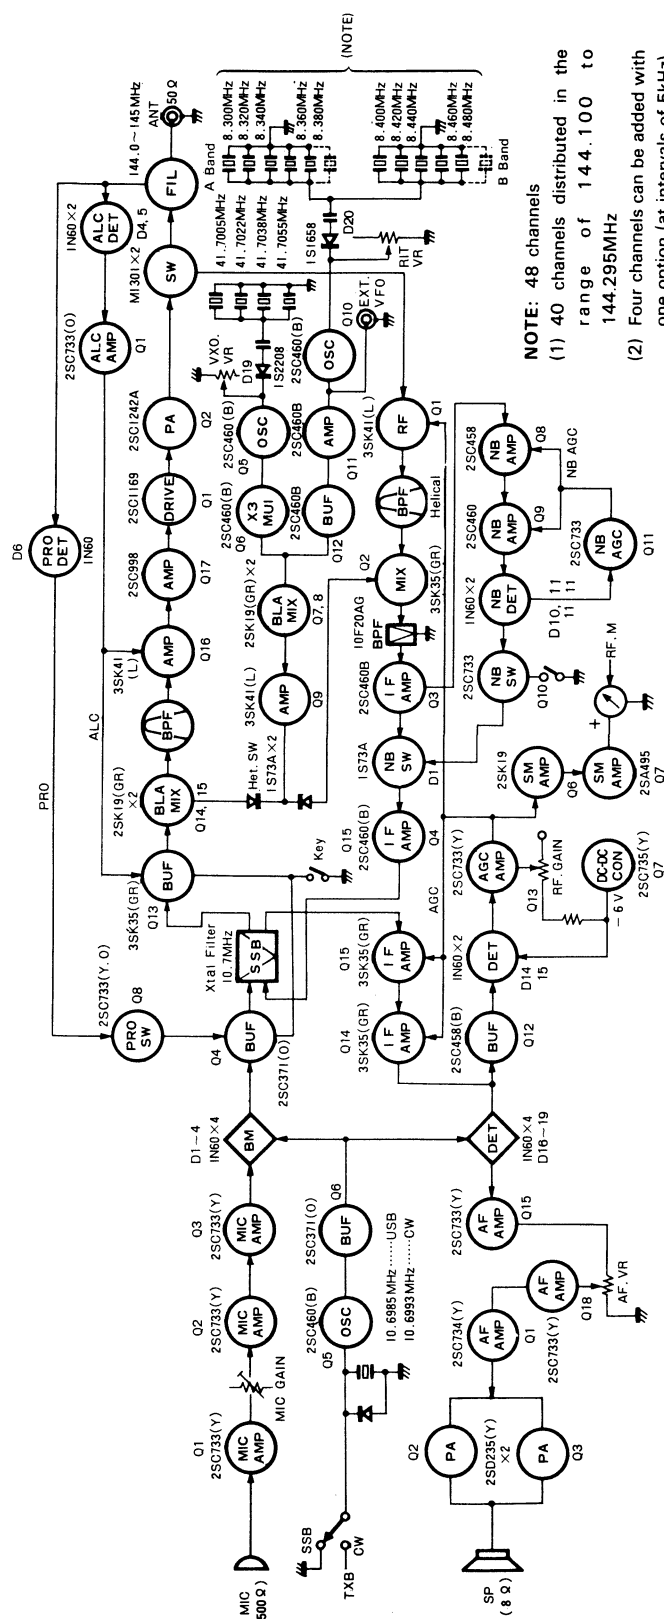 MIC
(500Ω)
MIC
AMP
Q1
2SC733(Y)
MIC GAIN
MIC
AMP
Q2
2SC733(Y)
MIC
AMP
Q3
2SC733(Y)
BM
D1~4
IN60×4
BUF
Q4
2SC371(O)
PRO
SW
2SC733(Y.O)
Q8
Xtal Filter
10.7MHz
SSB
BUF
3SK35(GR)
Q13
Key
BLA
MIX
2SK19(GR)
×2
Q14, 15
BPF
AMP
3SK41
(L)
Q16
AMP
2SC998
Q17
DRIVE
2SC1169
Q1
PA
2SC1242A
Q2
SW
MI301×2
FIL
144.0~145MHz
ANT
50Ω
ALC
DET
IN60×2
D4, 5
ALC
AMP
2SC733(O)
Q1
PRO
DET
D6
IN60
PRO
ALC
SSB
CW
TXB
OSC
2SC460(B)
Q5
BUF
2SC371(O)
Q6
10.6985MHz······USB
10.6993MHz······CW
Het. SW
1S73A×2
AMP
3SK41(L)
Q9
BLA
MIX
2SK19(GR)×2
Q7, 8
X3
MUI
2SC460(B)
Q6
OSC
2SC460(B)
Q5
VXO.
VR
D19
1S2208
41.7005MHz
41.7022MHz
41.7038MHz
41.7055MHz
BUF
2SC460B
Q12
AMP
2SC460B
Q11
OSC
2SC460(B)
Q10
EXT.
VFO
1S1658
D20
RIT
VR
A Band
8.300MHz
8.320MHz
8.340MHz
8.360MHz
8.380MHz
B Band
8.400MHz
8.420MHz
8.440MHz
8.460MHz
8.480MHz
(NOTE)
RF
3SK41(L)
Q1
BPF
Helical
MIX
Q2
3SK35(GR)
10F20AG
BPF
IF
AMP
2SC460B
Q3
NB
SW
1S73A
D1
IF
AMP
2SC460(B)
Q4
Q15
AGC
IF
AMP
Q15
3SK35(GR)
IF
AMP
Q14
3SK35(GR)
NB
AMP
2SC458
Q8
NB
AMP
2SC460
Q9
NB AGC
NB
DET
IN60×2
D10, 11
11 11
NB
AGC
2SC733
Q11
NB
SW
2SC733
Q10
SM
AMP
2SK19
Q6
SM
AMP
2SA495
Q7
+
RF. M
AGC
AMP
2SC733(Y)
Q13
RF. GAIN
DC-DC
CON
2SC735(Y)
Q7
-6V
DET
IN60×2
D14
15
BUF
2SC458(B)
Q12
DET
IN60×4
D16~19
AF
AMP
2SC733(Y)
Q15
AF. VR
AF
AMP
Q18
2SC733(Y)
AF
AMP
2SC734(Y)
Q1
PA
Q2
2SD235(Y)
×2
PA
Q3
SP
(8Ω)
NOTE: 48 channels
(1) 40 channels distributed in the
range of 144.100 to
144.295MHz
(2) Four channels can be added with
one option (at intervals of 5kHz)